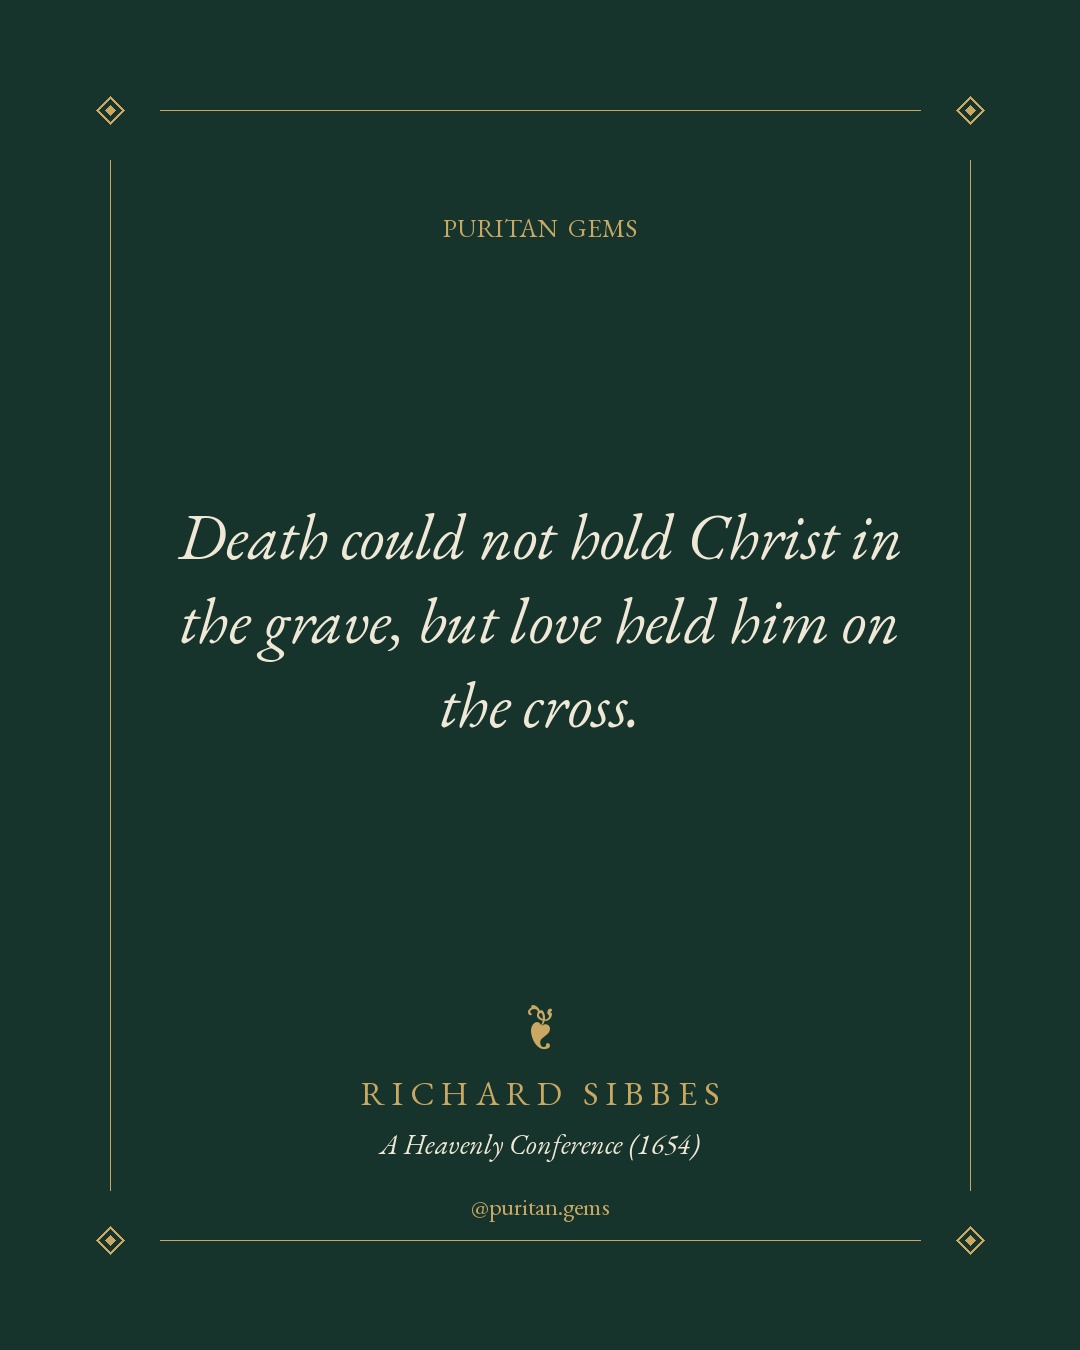 PURITAN GEMS
Death could not hold Christ in
the grave, but love held him on
the cross.
RICHARD SIBBES
A Heavenly Conference (1654)
@puritan.gems